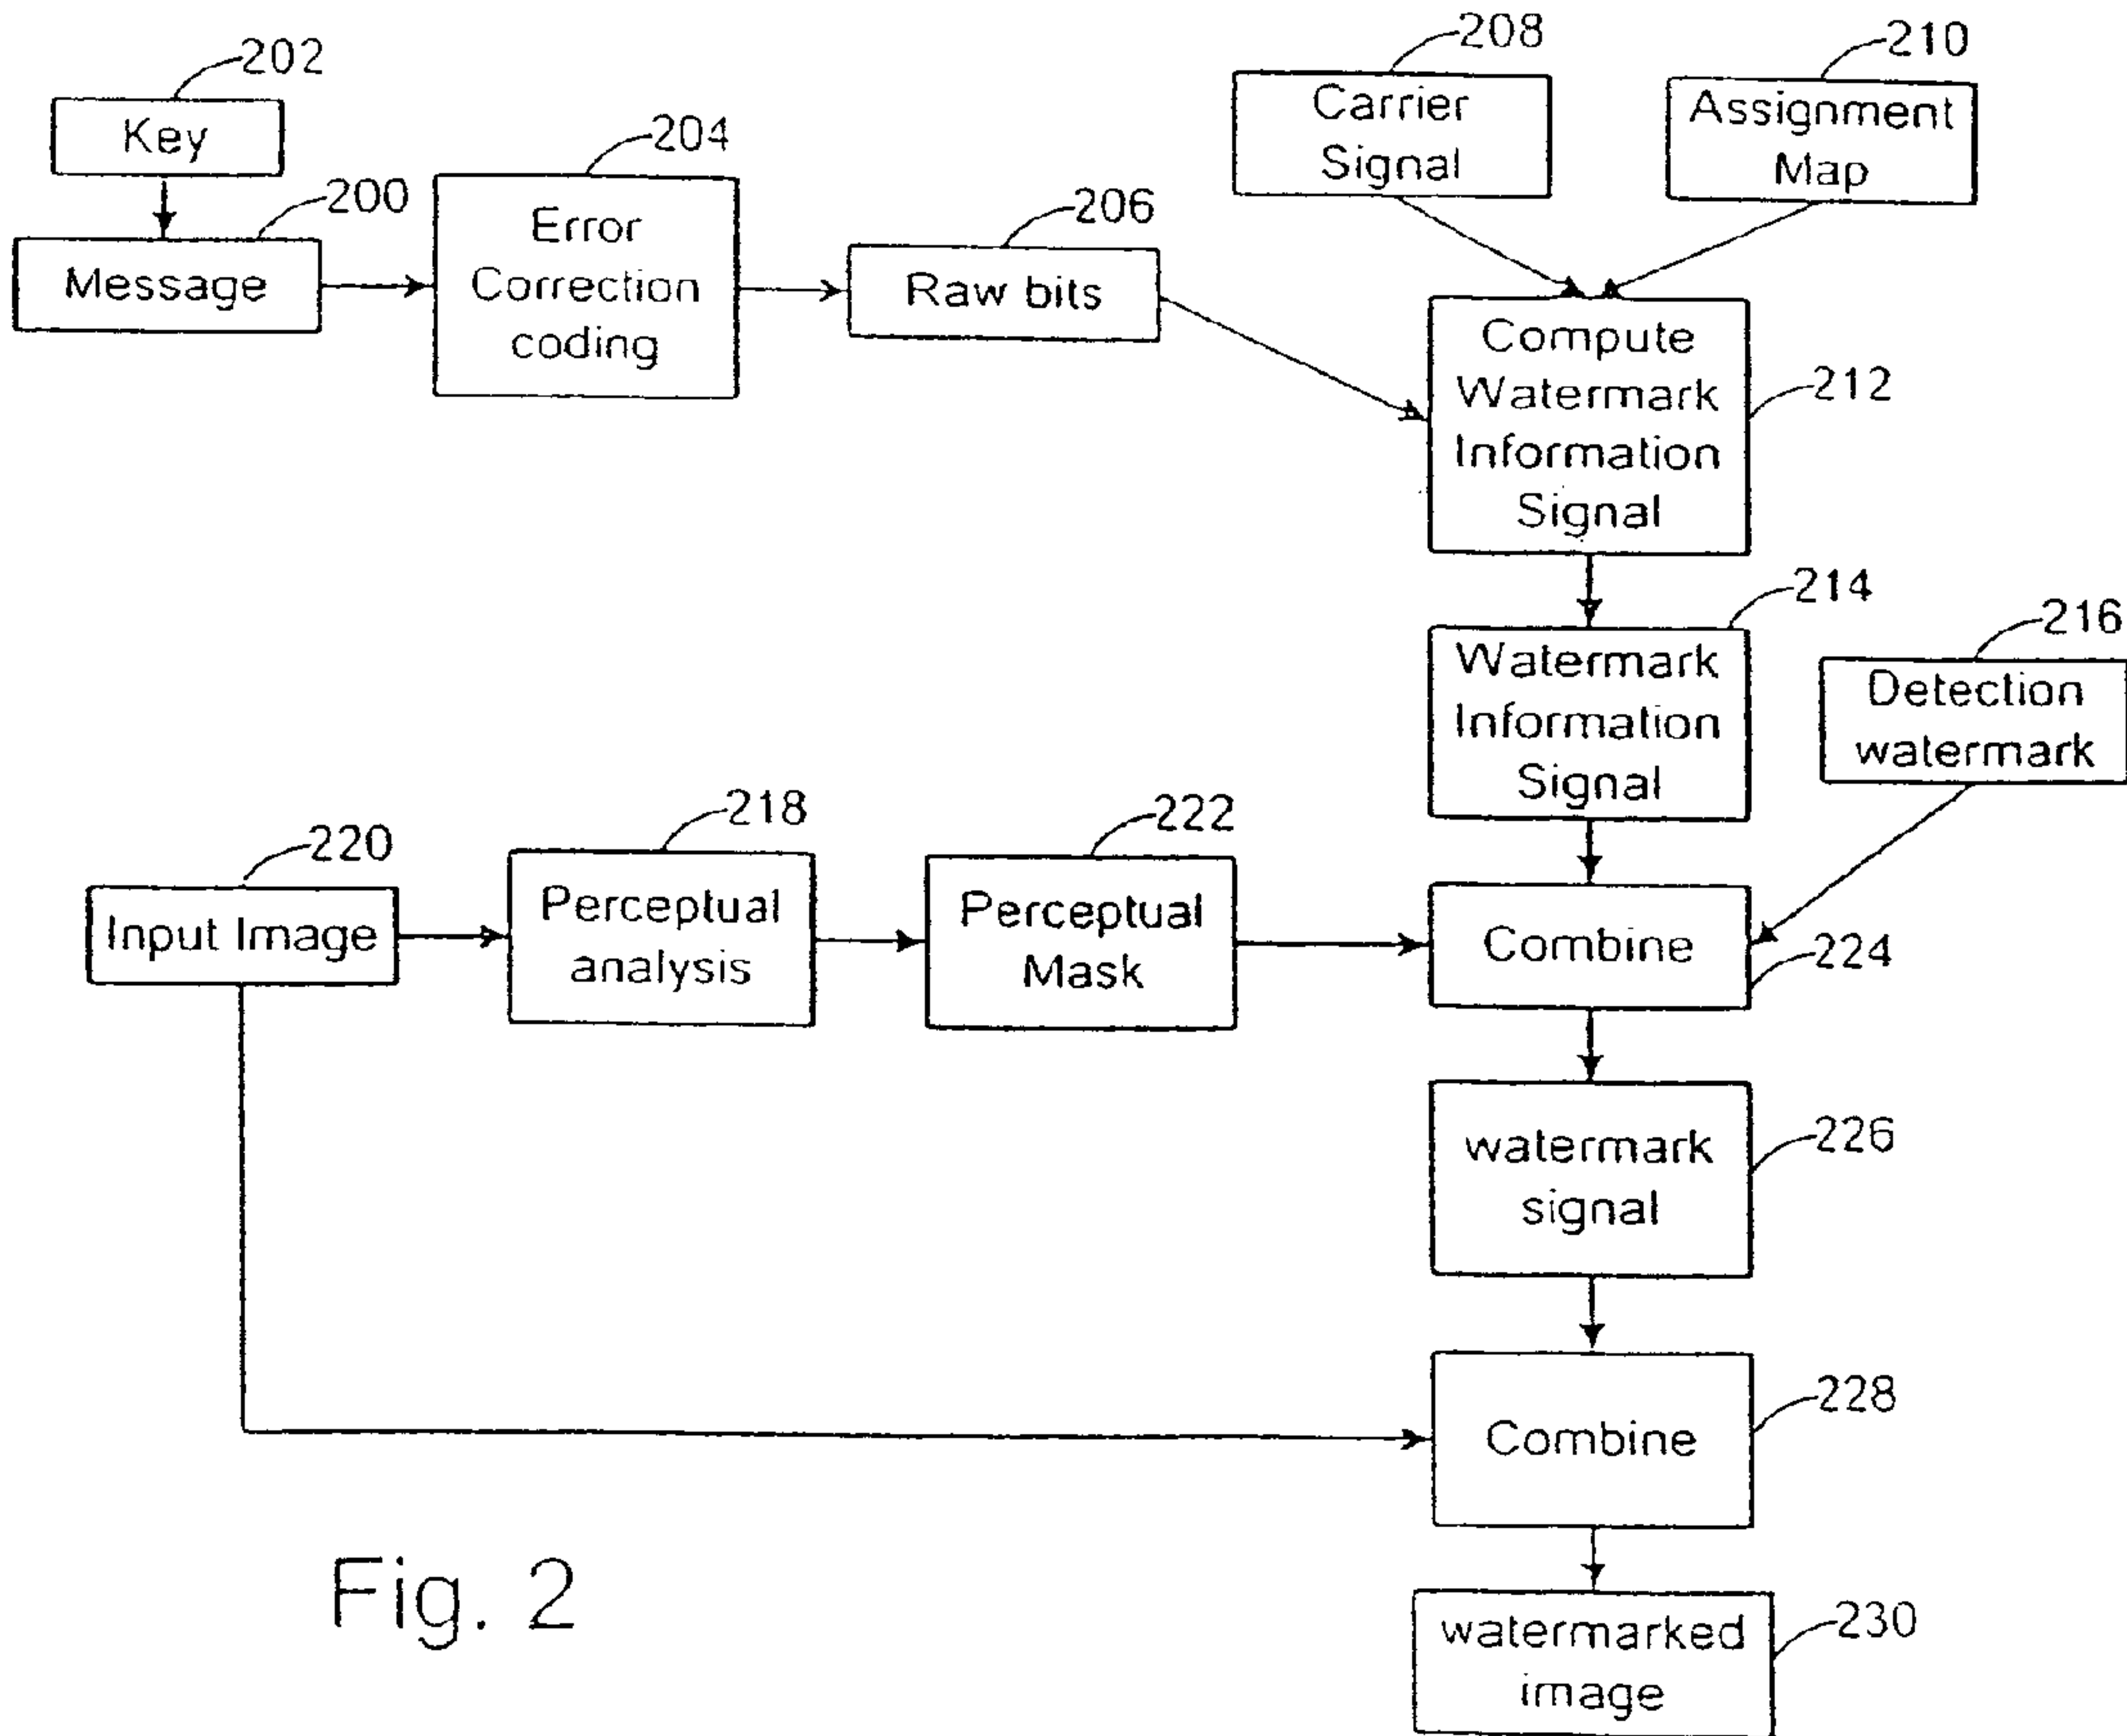 202
Key
200
Message
204
Error
Correction
coding
206
Raw bits
208
Carrier
Signal
210
Assignment
Map
Compute
Watermark
Information
Signal
212
214
Watermark
Information
Signal
216
Detection
watermark
220
Input Image
218
Perceptual
analysis
222
Perceptual
Mask
Combine
224
watermark
signal
226
Combine
228
watermarked
image
230
Fig. 2